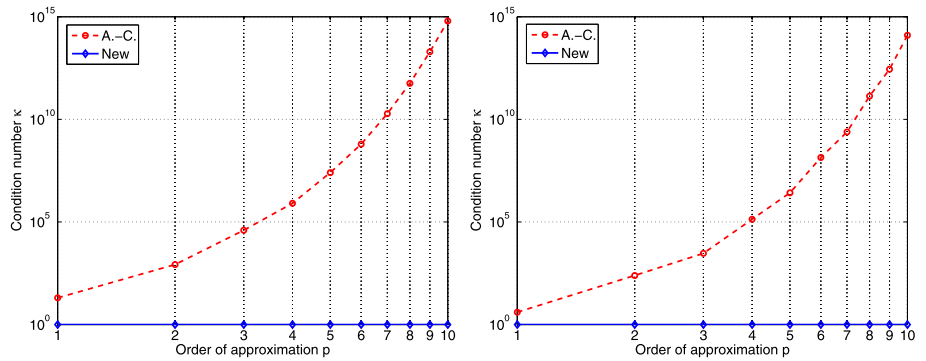 10^15
A.-C.
New
10^10
10^5
10^0
Condition number κ
1 2 3 4 5 6 7 8 9 10
Order of approximation p
10^15
A.-C.
New
10^10
10^5
10^0
Condition number κ
1 2 3 4 5 6 7 8 9 10
Order of approximation p